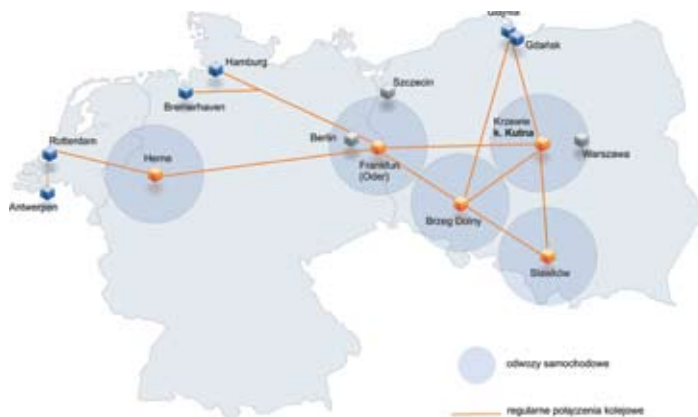 Gdynia
Gdańsk
Hamburg
Szczecin
Bremerhaven
Krzewie
k. Kutna
Rotterdam
Berlin
Warszawa
Herne
Frankfurt
(Oder)
Antwerpen
Brzeg Dolny
Sławków
odwozy samochodowe
regularne połączenia kolejowe